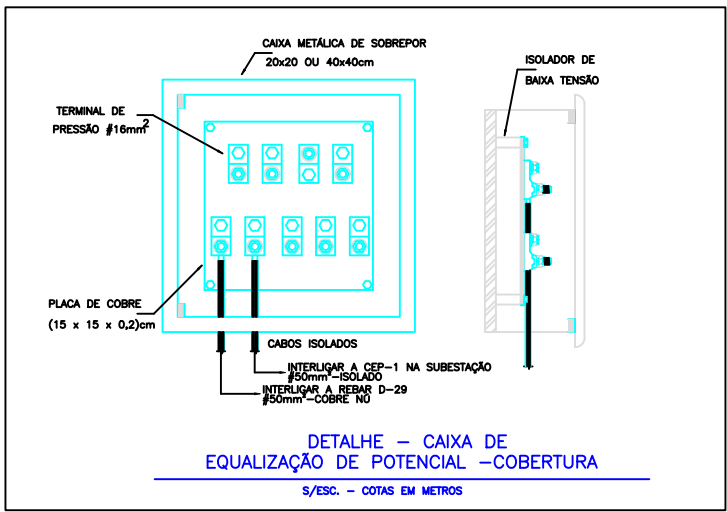 CAIXA METÁLICA DE SOBREPOR
20x20 OU 40x40cm
ISOLADOR DE
BAIXA TENSÃO
TERMINAL DE
PRESSÃO #16mm²
PLACA DE COBRE
(15 x 15 x 0,2)cm
CABOS ISOLADOS
INTERLIGAR A CEP-1 NA SUBESTAÇÃO
#50mm²-ISOLADO
INTERLIGAR A REBAR D-29
#50mm²-COBRE NÚ
DETALHE - CAIXA DE
EQUALIZAÇÃO DE POTENCIAL -COBERTURA
S/ESC. - COTAS EM METROS